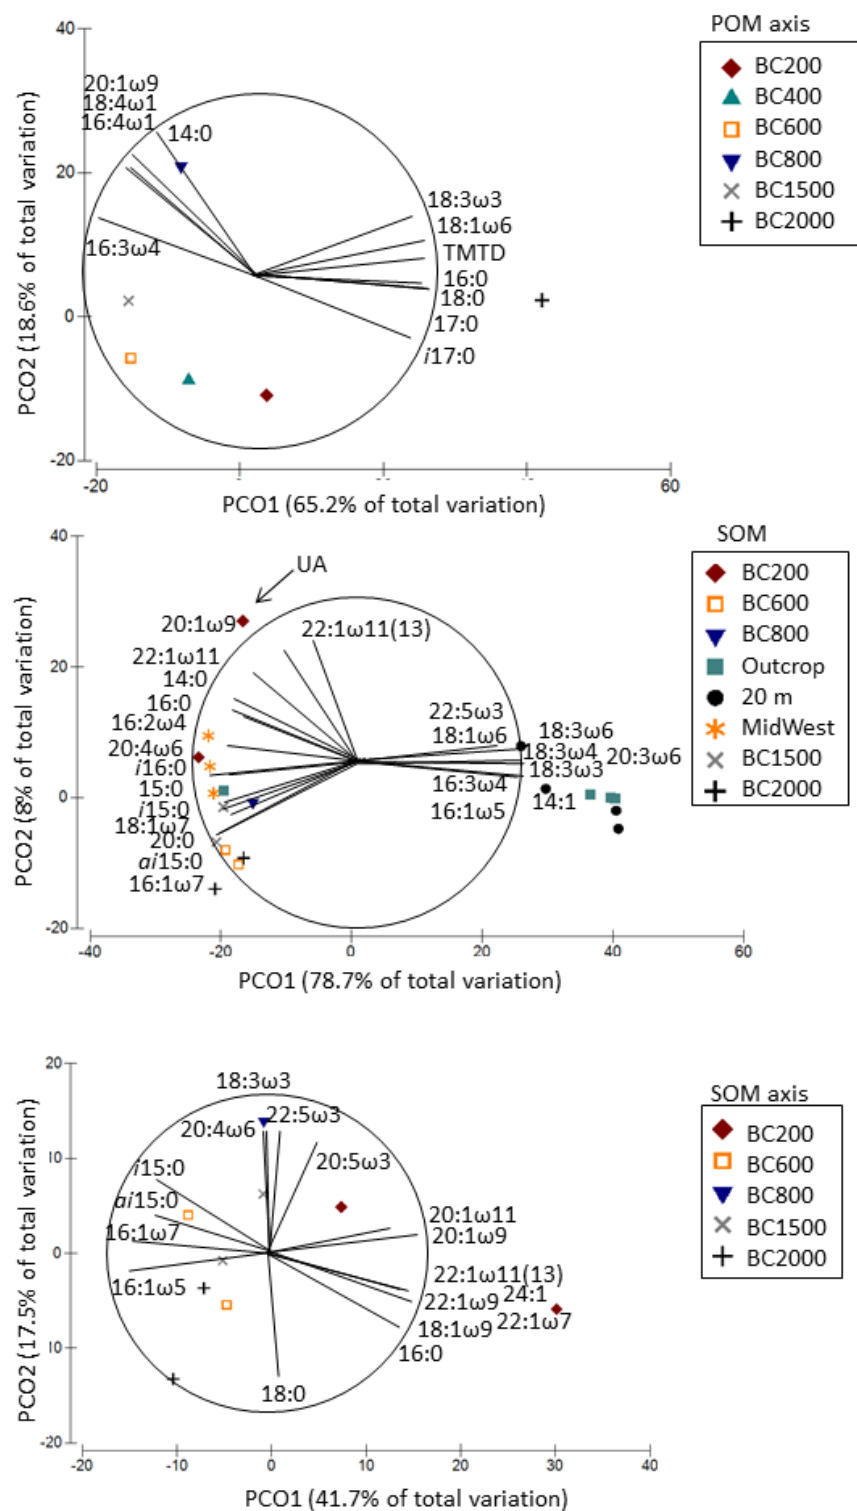 POM axis
BC200
BC400
BC600
BC800
BC1500
BC2000
40
20
0
-20
-20
60
PCO2 (18.6% of total variation)
PCO1 (65.2% of total variation)
20:1ω9
18:4ω1
16:4ω1
14:0
16:3ω4
18:3ω3
18:1ω6
TMTD
16:0
18:0
17:0
i17:0
SOM
BC200
BC600
BC800
Outcrop
20 m
MidWest
BC1500
BC2000
40
20
0
-20
-40
-20
0
20
40
60
PCO2 (8% of total variation)
PCO1 (78.7% of total variation)
UA
20:1ω9
22:1ω11(13)
22:1ω11
14:0
16:0
16:2ω4
20:4ω6
i16:0
15:0
i15:0
18:1ω7
20:0
ai15:0
16:1ω7
22:5ω3
18:1ω6
18:3ω6
18:3ω4
20:3ω6
18:3ω3
16:3ω4
14:1
16:1ω5
SOM axis
BC200
BC600
BC800
BC1500
BC2000
20
10
0
10
-20
-20
-10
0
10
20
30
40
PCO2 (17.5% of total variation)
PCO1 (41.7% of total variation)
18:3ω3
20:4ω6
22:5ω3
20:5ω3
i15:0
ai15:0
16:1ω7
16:1ω5
20:1ω11
20:1ω9
22:1ω11(13)
24:1
22:1ω9
22:1ω7
18:1ω9
16:0
18:0